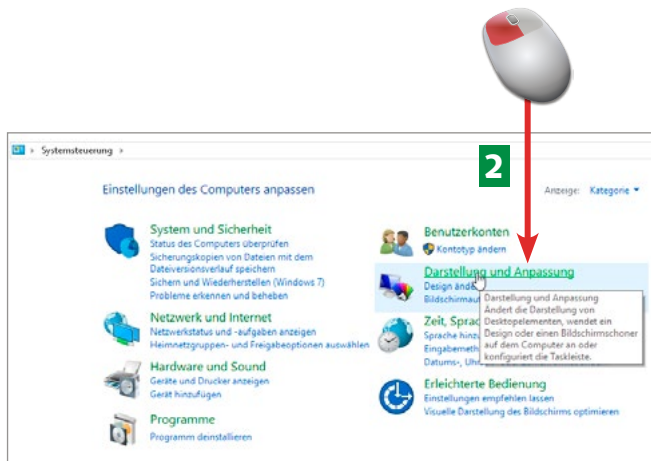 2
Systemsteuerung
Einstellungen des Computers anpassen
Anzeige: Kategorie
System und Sicherheit
Status des Computers überprüfen
Sicherungskopien von Dateien mit dem
Dateiversionsverlauf speichern
Sichern und Wiederherstellen (Windows 7)
Probleme erkennen und beheben
Netzwerk und Internet
Netzwerkstatus und -aufgaben anzeigen
Heimnetzgruppen- und Freigabeoptionen auswählen
Hardware und Sound
Geräte und Drucker anzeigen
Gerät hinzufügen
Programme
Programm deinstallieren
Benutzerkonten
Kontotyp ändern
Darstellung und Anpassung
Design
Darstellung und Anpassung
Ändert die Darstellung von
Desktopelementen, wendet ein
Design oder einen Bildschirmschoner
auf dem Computer an oder
konfiguriert die Taskleiste.
Zeit,
Sprache
Erleichterte Bedienung
Einstellungen empfehlen lassen
Visuelle Darstellung des Bildschirms optimieren